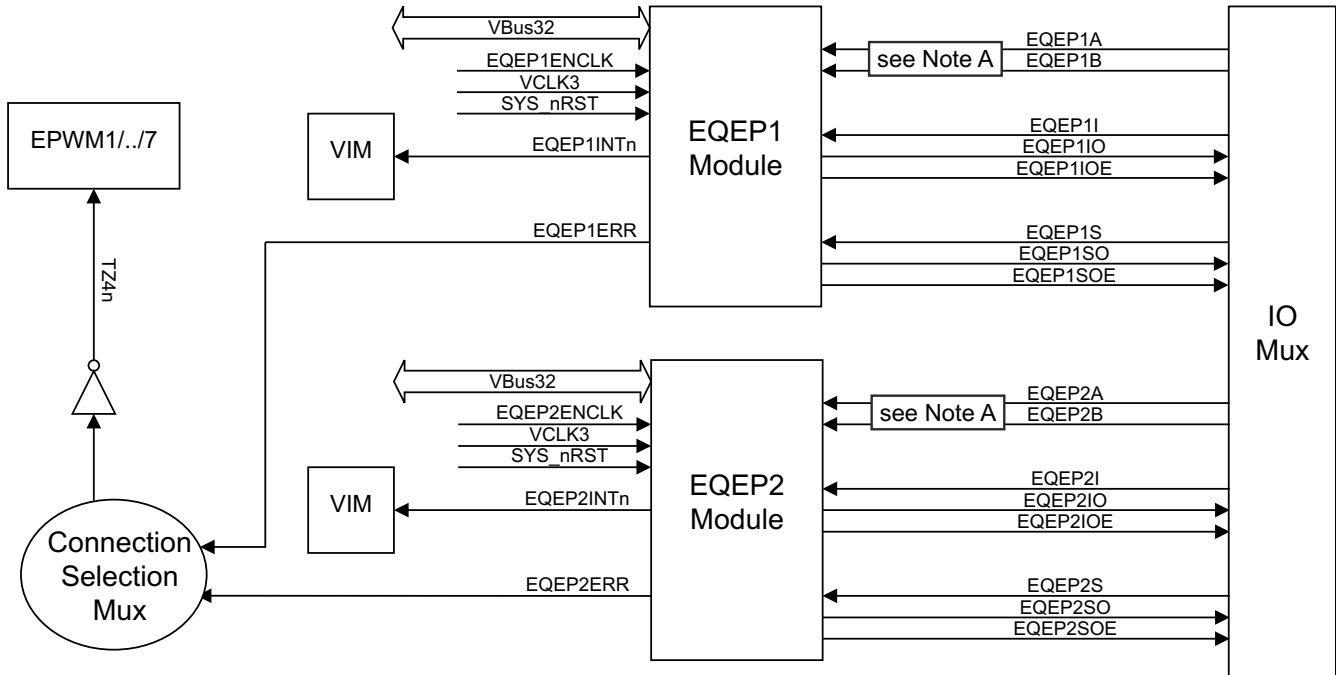 VBus32
EQEP1ENCLK
VCLK3
SYS_nRST
EQEP1INTn
EQEP1ERR
VIM
EPWM1/../7
TZ4n
EQEP1
Module
see Note A
EQEP1A
EQEP1B
EQEP1I
EQEP1IO
EQEP1IOE
EQEP1S
EQEP1SO
EQEP1SOE
IO
Mux
VBus32
EQEP2ENCLK
VCLK3
SYS_nRST
EQEP2INTn
EQEP2ERR
VIM
Connection
Selection
Mux
EQEP2
Module
see Note A
EQEP2A
EQEP2B
EQEP2I
EQEP2IO
EQEP2IOE
EQEP2S
EQEP2SO
EQEP2SOE